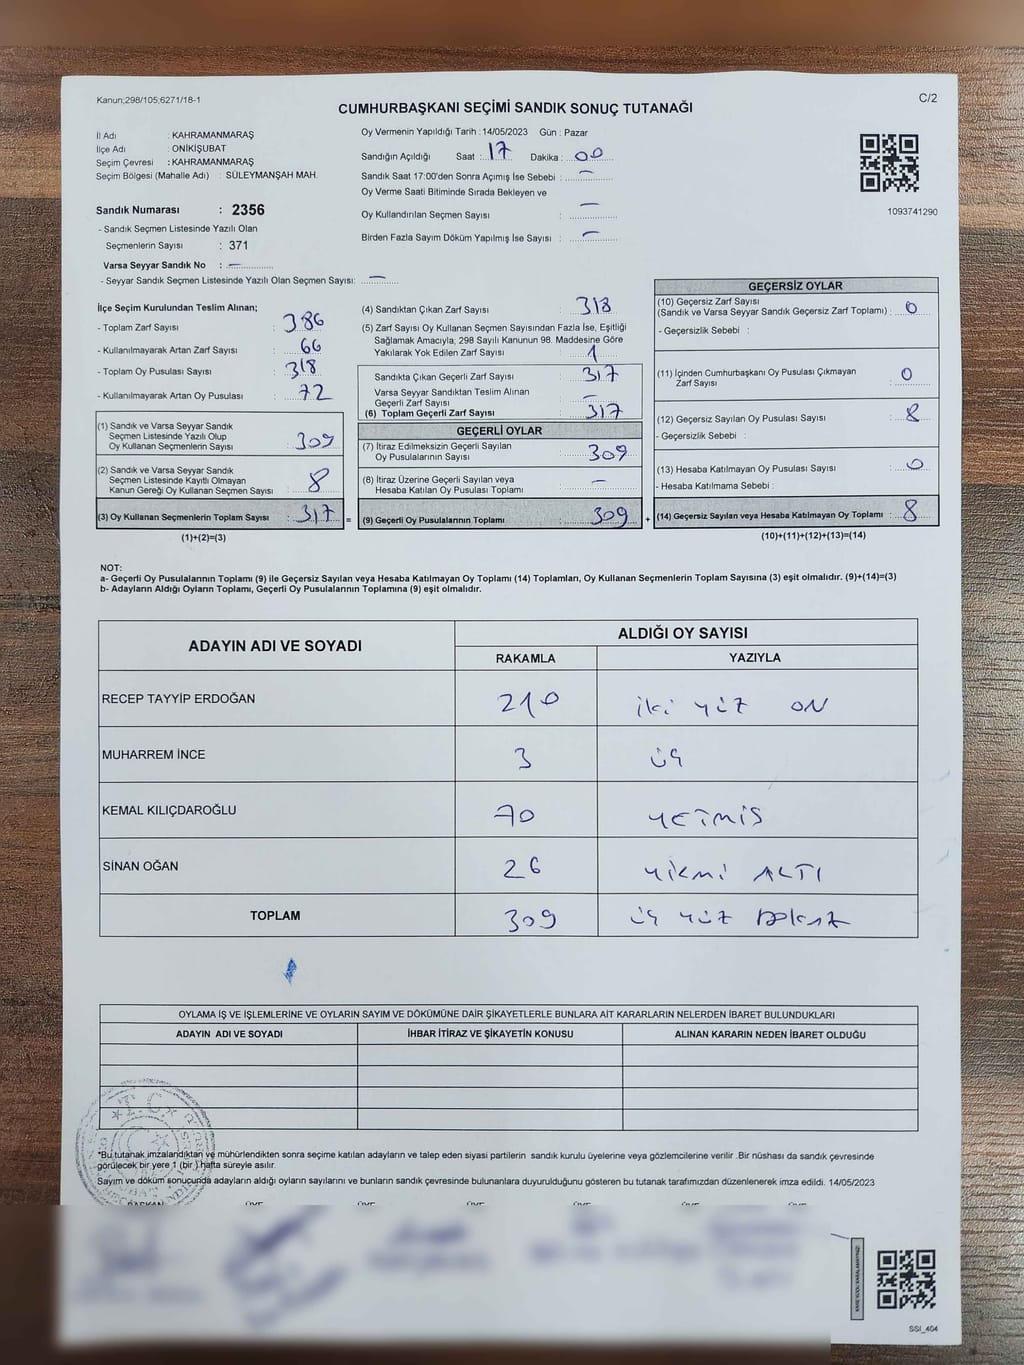 Kanun;298/105;6271/18-1
C/2
CUMHURBAŞKANI SEÇİMİ SANDIK SONUÇ TUTANAĞI
İl Adı : KAHRAMANMARAŞ
İlçe Adı : ONİKİŞUBAT
Seçim Çevresi : KAHRAMANMARAŞ
Seçim Bölgesi (Mahalle Adı) : SÜLEYMANŞAH MAH.
Oy Vermenin Yapıldığı Tarih : 14/05/2023 Gün : Pazar
Sandığın Açıldığı Saat : 17 Dakika : 00
Sandık Saat 17:00'den Sonra Açımış İse Sebebi : —
Oy Verme Saati Bitiminde Sırada Bekleyen ve
Oy Kullandırılan Seçmen Sayısı : —
Birden Fazla Sayım Döküm Yapılmış İse Sayısı : —
1093741290
Sandık Numarası : 2356
- Sandık Seçmen Listesinde Yazılı Olan
Seçmenlerin Sayısı : 371
Varsa Seyyar Sandık No : —
- Seyyar Sandık Seçmen Listesinde Yazılı Olan Seçmen Sayısı: —
İlçe Seçim Kurulundan Teslim Alınan;
- Toplam Zarf Sayısı : 386
- Kullanılmayarak Artan Zarf Sayısı : 66
- Toplam Oy Pusulası Sayısı : 318
- Kullanılmayarak Artan Oy Pusulası : 72
(1) Sandık ve Varsa Seyyar Sandık
Seçmen Listesinde Yazılı Olup
Oy Kullanan Seçmenlerin Sayısı : 309
(2) Sandık ve Varsa Seyyar Sandık
Seçmen Listesinde Kayıtlı Olmayan
Kanun Gereği Oy Kullanan Seçmen Sayısı : 8
(3) Oy Kullanan Seçmenlerin Toplam Sayısı : 317 =
(1)+(2)=(3)
(4) Sandıktan Çıkan Zarf Sayısı : 318
(5) Zarf Sayısı Oy Kullanan Seçmen Sayısından Fazla İse, Eşitliği
Sağlamak Amacıyla; 298 Sayılı Kanunun 98. Maddesine Göre
Yakılarak Yok Edilen Zarf Sayısı : 1
Sandıkta Çıkan Geçerli Zarf Sayısı : 317
Varsa Seyyar Sandıktan Teslim Alınan
Geçerli Zarf Sayısı : —
(6) Toplam Geçerli Zarf Sayısı : 317
GEÇERLİ OYLAR
(7) İtiraz Edilmeksizin Geçerli Sayılan
Oy Pusulalarının Sayısı : 309
(8) İtiraz Üzerine Geçerli Sayılan veya
Hesaba Katılan Oy Pusulası Toplamı : —
(9) Geçerli Oy Pusulalarının Toplamı : 309 +
GEÇERSİZ OYLAR
(10) Geçersiz Zarf Sayısı
(Sandık ve Varsa Seyyar Sandık Geçersiz Zarf Toplamı) : 0
- Geçersizlik Sebebi :
(11) İçinden Cumhurbaşkanı Oy Pusulası Çıkmayan
Zarf Sayısı : 0
(12) Geçersiz Sayılan Oy Pusulası Sayısı : 8
- Geçersizlik Sebebi :
(13) Hesaba Katılmayan Oy Pusulası Sayısı : 0
- Hesaba Katılmama Sebebi :
(14) Geçersiz Sayılan veya Hesaba Katılmayan Oy Toplamı : 8
(10)+(11)+(12)+(13)=(14)
NOT:
a- Geçerli Oy Pusulalarının Toplamı (9) ile Geçersiz Sayılan veya Hesaba Katılmayan Oy Toplamı (14) Toplamları, Oy Kullanan Seçmenlerin Toplam Sayısına (3) eşit olmalıdır. (9)+(14)=(3)
b- Adayların Aldığı Oyların Toplamı, Geçerli Oy Pusulalarının Toplamına (9) eşit olmalıdır.
ADAYIN ADI VE SOYADI
ALDIĞI OY SAYISI
RAKAMLA YAZIYLA
RECEP TAYYİP ERDOĞAN 210 iki yüz ON
MUHARREM İNCE 3 üç
KEMAL KILIÇDAROĞLU 70 YETMİŞ
SİNAN OĞAN 26 YİRMİ ALTI
TOPLAM 309 üç yüz DOKUZ
OYLAMA İŞ VE İŞLEMLERİNE VE OYLARIN SAYIM VE DÖKÜMÜNE DAİR ŞİKAYETLERLE BUNLARA AİT KARARLARIN NELERDEN İBARET BULUNDUKLARI
ADAYIN ADI VE SOYADI İHBAR İTİRAZ VE ŞİKAYETİN KONUSU ALINAN KARARIN NEDEN İBARET OLDUĞU
T.C.
*Bu tutanak imzalandıktan ve mühürlendikten sonra seçime katılan adayların ve talep eden siyasi partilerin sandık kurulu üyelerine veya gözlemcilerine verilir .Bir nüshası da sandık çevresinde
görülecek bir yere 1 (bir ) hafta süreyle asılır.
Sayım ve döküm sonucunda adayların aldığı oyların sayılarını ve bunların sandık çevresinde bulunanlara duyurulduğunu gösteren bu tutanak tarafımızdan düzenlenerek imza edildi. 14/05/2023
BAŞKAN ÜYE ÜYE ÜYE ÜYE ÜYE
SSI_404